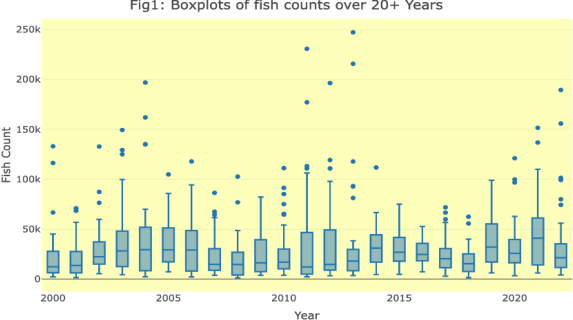 Fig1: Boxplots of fish counts over 20+ Years
250k
200k
150k
100k
50k
0
Fish Count
2000
2005
2010
2015
2020
Year